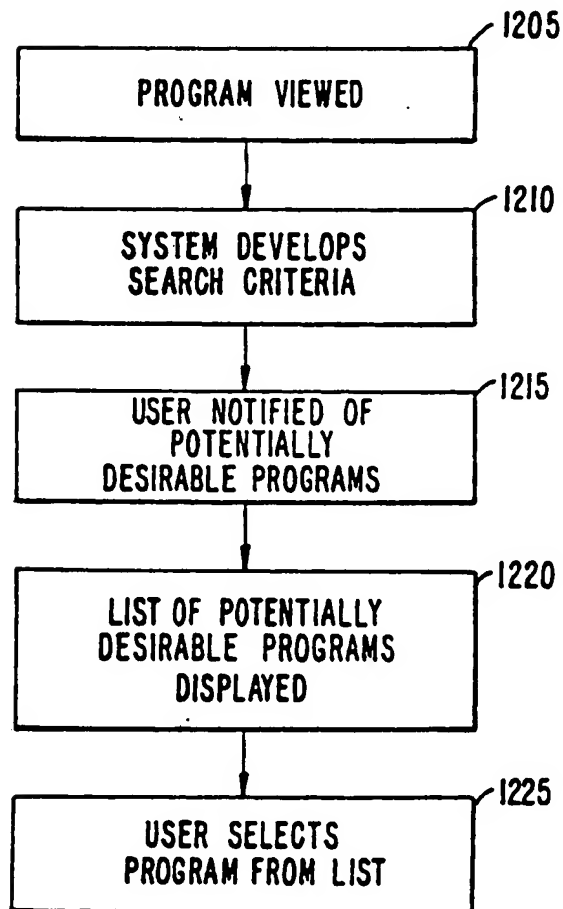 1205
PROGRAM VIEWED
1210
SYSTEM DEVELOPS
SEARCH CRITERIA
1215
USER NOTIFIED OF
POTENTIALLY
DESIRABLE PROGRAMS
1220
LIST OF POTENTIALLY
DESIRABLE PROGRAMS
DISPLAYED
1225
USER SELECTS
PROGRAM FROM LIST